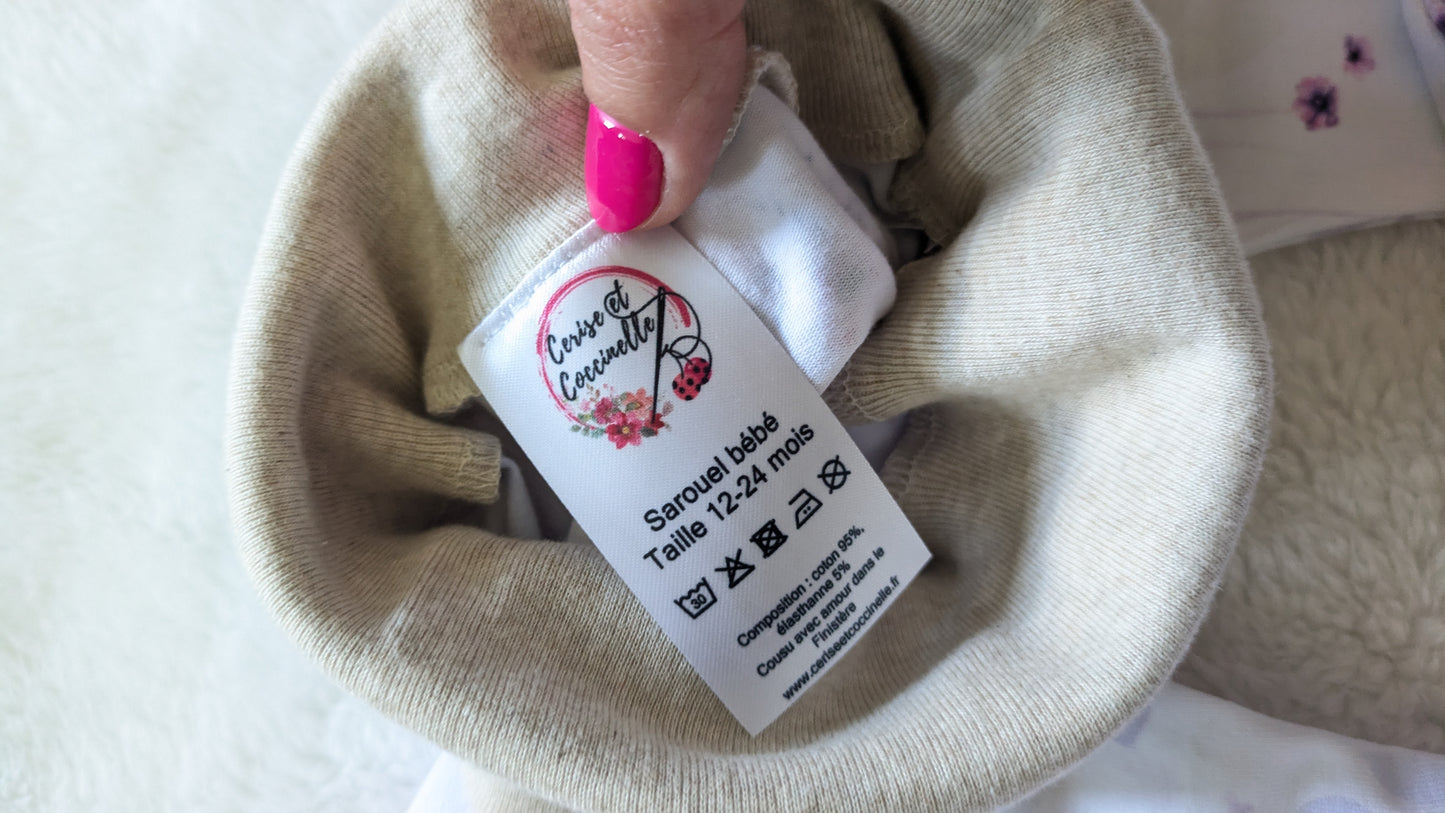 Cerise et
Coccinelle
Sarouel bébé
Taille 12-24 mois
30
Composition : coton 95%,
élasthanne 5%
Cousu avec amour dans le
Finistère
www.ceriseetcoccinelle.fr